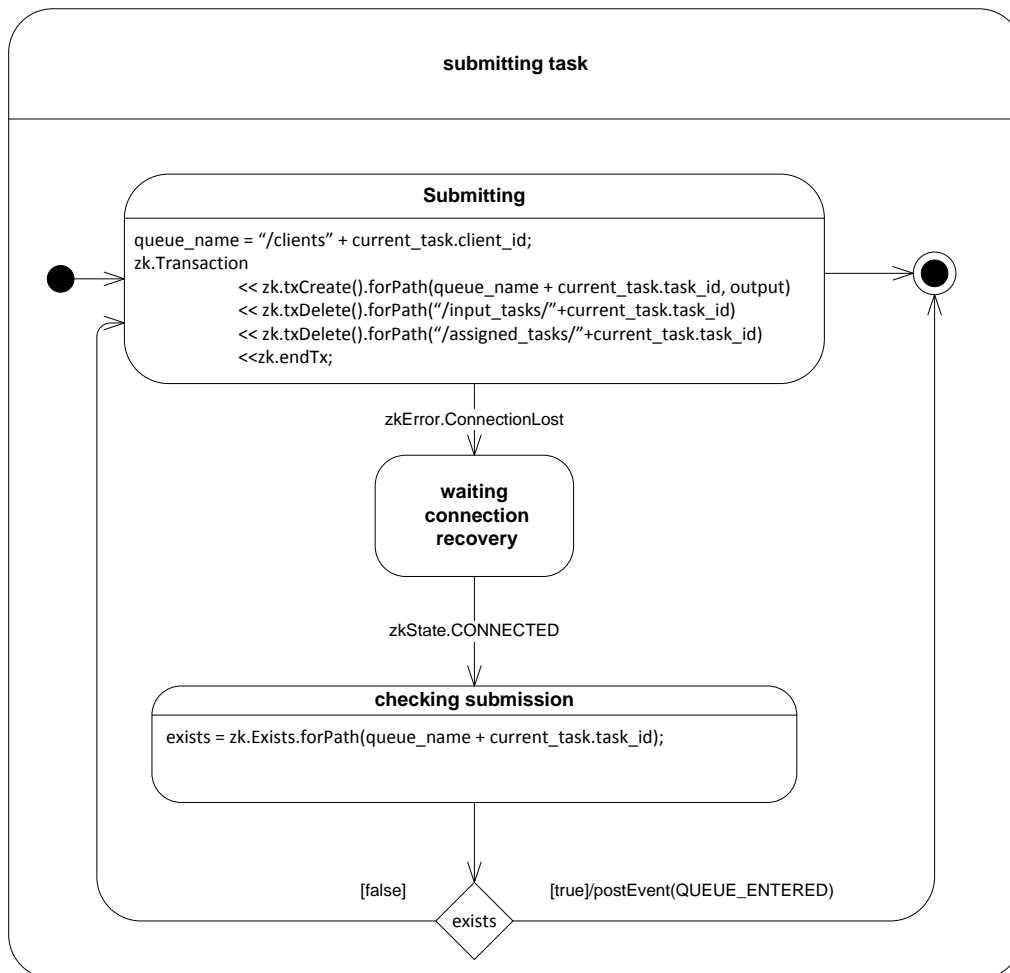 submitting task
Submitting
queue_name = “/clients” + current_task.client_id;
zk.Transaction
<< zk.txCreate().forPath(queue_name + current_task.task_id, output)
<< zk.txDelete().forPath(“/input_tasks/”+current_task.task_id)
<< zk.txDelete().forPath(“/assigned_tasks/”+current_task.task_id)
<<zk.endTx;
zkError.ConnectionLost
waiting
connection
recovery
zkState.CONNECTED
checking submission
exists = zk.Exists.forPath(queue_name + current_task.task_id);
[false]
[true]/postEvent(QUEUE_ENTERED)
exists